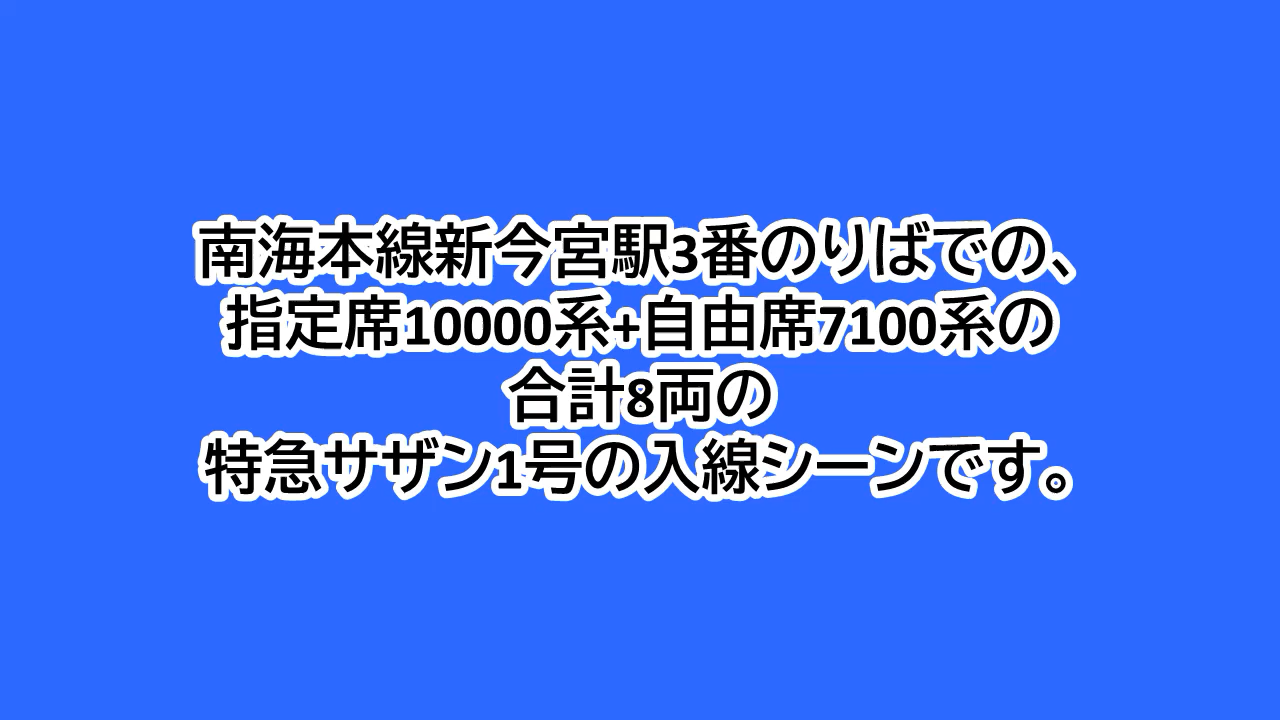 南海本線新今宮駅3番のりばでの、
指定席10000系+自由席7100系の
合計8両の
特急サザン1号の入線シーンです。